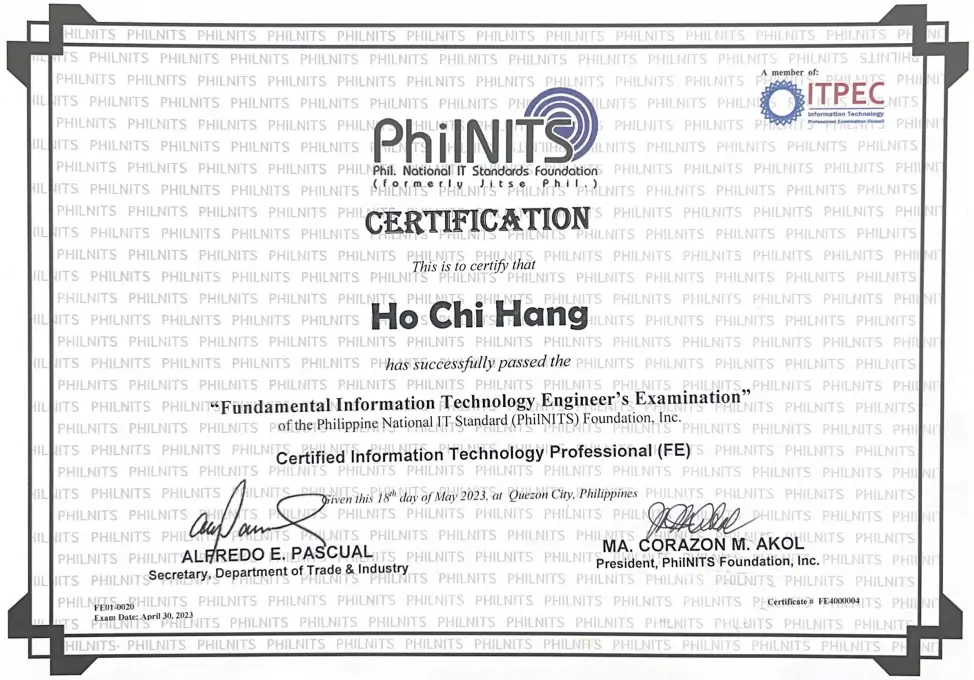 A member of:
ITPEC
Information Technology
Professional Examination Council
PhilNITS
Phil. National IT Standards Foundation
(formerly Jitse Phil.)
CERTIFICATION
This is to certify that
Ho Chi Hang
has successfully passed the
“Fundamental Information Technology Engineer’s Examination”
of the Philippine National IT Standard (PhilNITS) Foundation, Inc.
Certified Information Technology Professional (FE)
Given this 18th day of May 2023, at Quezon City, Philippines
ALFREDO E. PASCUAL
Secretary, Department of Trade & Industry
MA. CORAZON M. AKOL
President, PhilNITS Foundation, Inc.
FE01-0020
Exam Date: April 30, 2023
Certificate # FE4000004